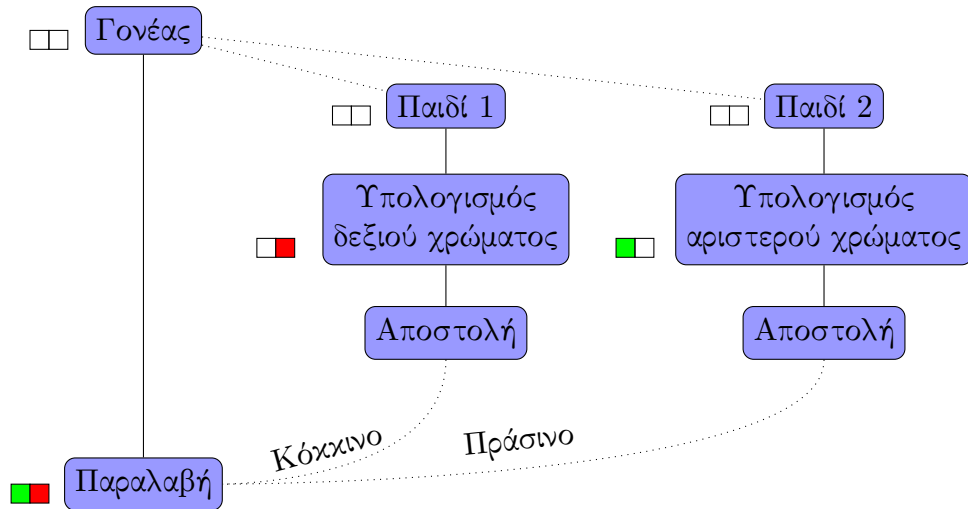 Γονέας
Παιδί 1
Παιδί 2
Υπολογισμός
δεξιού χρώματος
Υπολογισμός
αριστερού χρώματος
Αποστολή
Αποστολή
Κόκκινο
Πράσινο
Παραλαβή